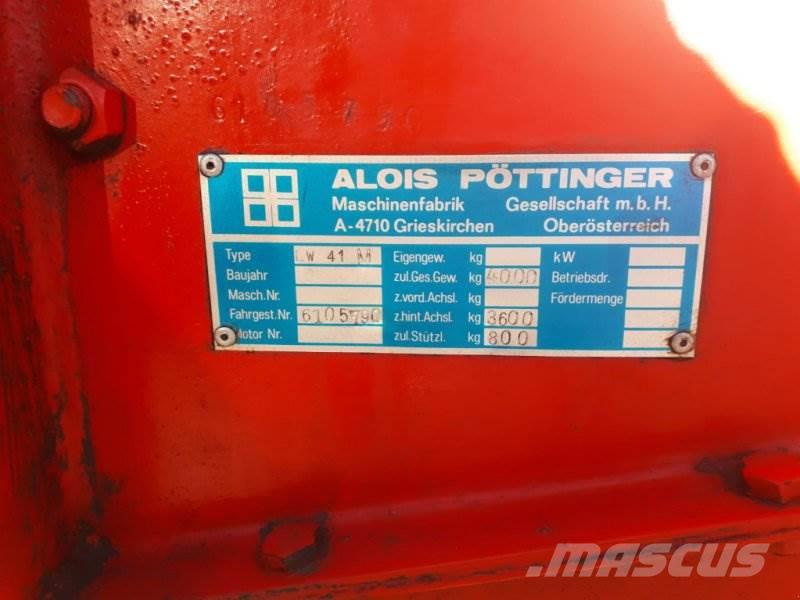 ALOIS PÖTTINGER
Maschinenfabrik Gesellschaft m.b.H.
A-4710 Grieskirchen Oberösterreich
Type LW 41 M Eigengew. kg kW
Baujahr zul.Ges.Gew. kg 4000 Betriebsdr.
Masch.Nr. z.vord.Achsl. kg Fördermenge
Fahrgest.Nr. 6105790 z.hint.Achsl. kg 3600
Motor Nr. zul.Stützl. kg 800
mascus